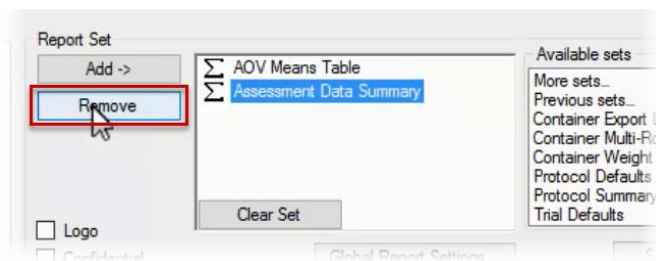 Report Set
Add ->
Remove
AOV Means Table
Assessment Data Summary
Clear Set
Logo
Confidential
Global Report Settings
Available sets
More sets...
Previous sets...
Container Export
Container Multi-Ro
Container Weight
Protocol Defaults
Protocol Summary
Trial Defaults